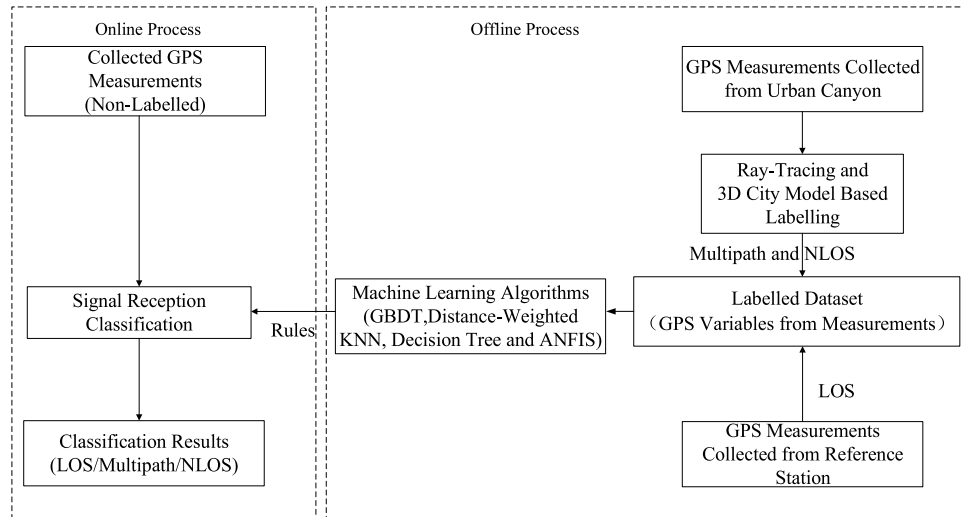 Online Process
Collected GPS
Measurements
(Non-Labelled)
Signal Reception
Classification
Classification Results
(LOS/Multipath/NLOS)
Rules
Offline Process
GPS Measurements Collected
from Urban Canyon
Ray-Tracing and
3D City Model Based
Labelling
Multipath and NLOS
Labelled Dataset
（GPS Variables from Measurements）
Machine Learning Algorithms
(GBDT,Distance-Weighted
KNN, Decision Tree and ANFIS)
LOS
GPS Measurements
Collected from Reference
Station